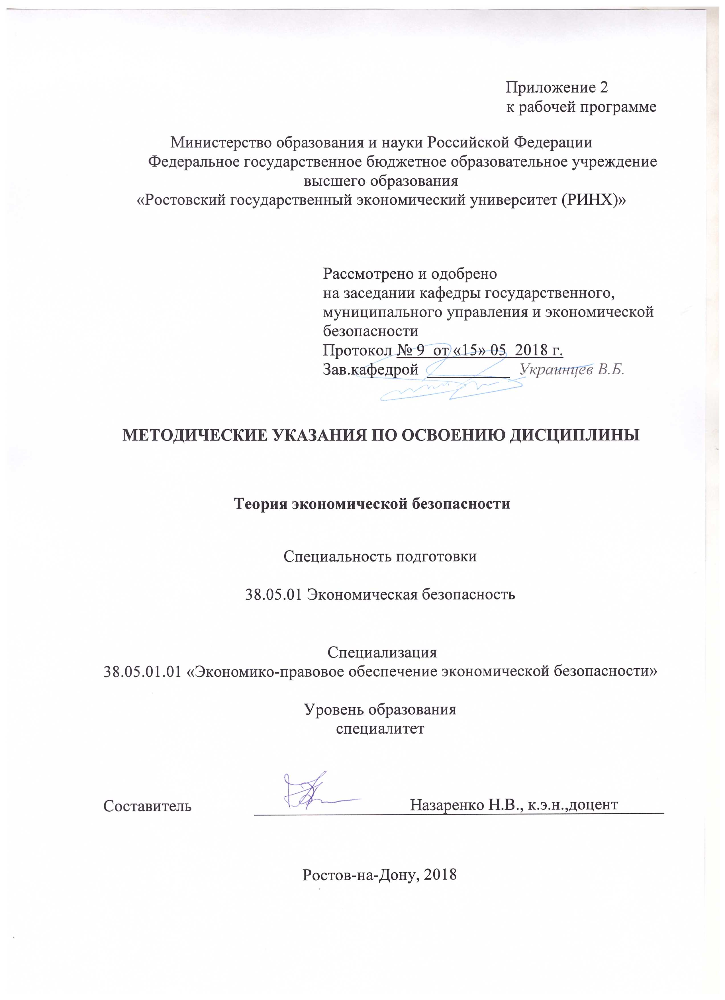 Приложение 2
к рабочей программе
Министерство образования и науки Российской Федерации
Федеральное государственное бюджетное образовательное учреждение
высшего образования
«Ростовский государственный экономический университет (РИНХ)»
Рассмотрено и одобрено
на заседании кафедры государственного,
муниципального управления и экономической
безопасности
Протокол № 9 от «15» 05 2018 г.
Зав.кафедрой __________ Украинцев В.Б.
МЕТОДИЧЕСКИЕ УКАЗАНИЯ ПО ОСВОЕНИЮ ДИСЦИПЛИНЫ
Теория экономической безопасности
Специальность подготовки
38.05.01 Экономическая безопасность
Специализация
38.05.01.01 «Экономико-правовое обеспечение экономической безопасности»
Уровень образования
специалитет
Составитель Назаренко Н.В., к.э.н.,доцент
Ростов-на-Дону, 2018